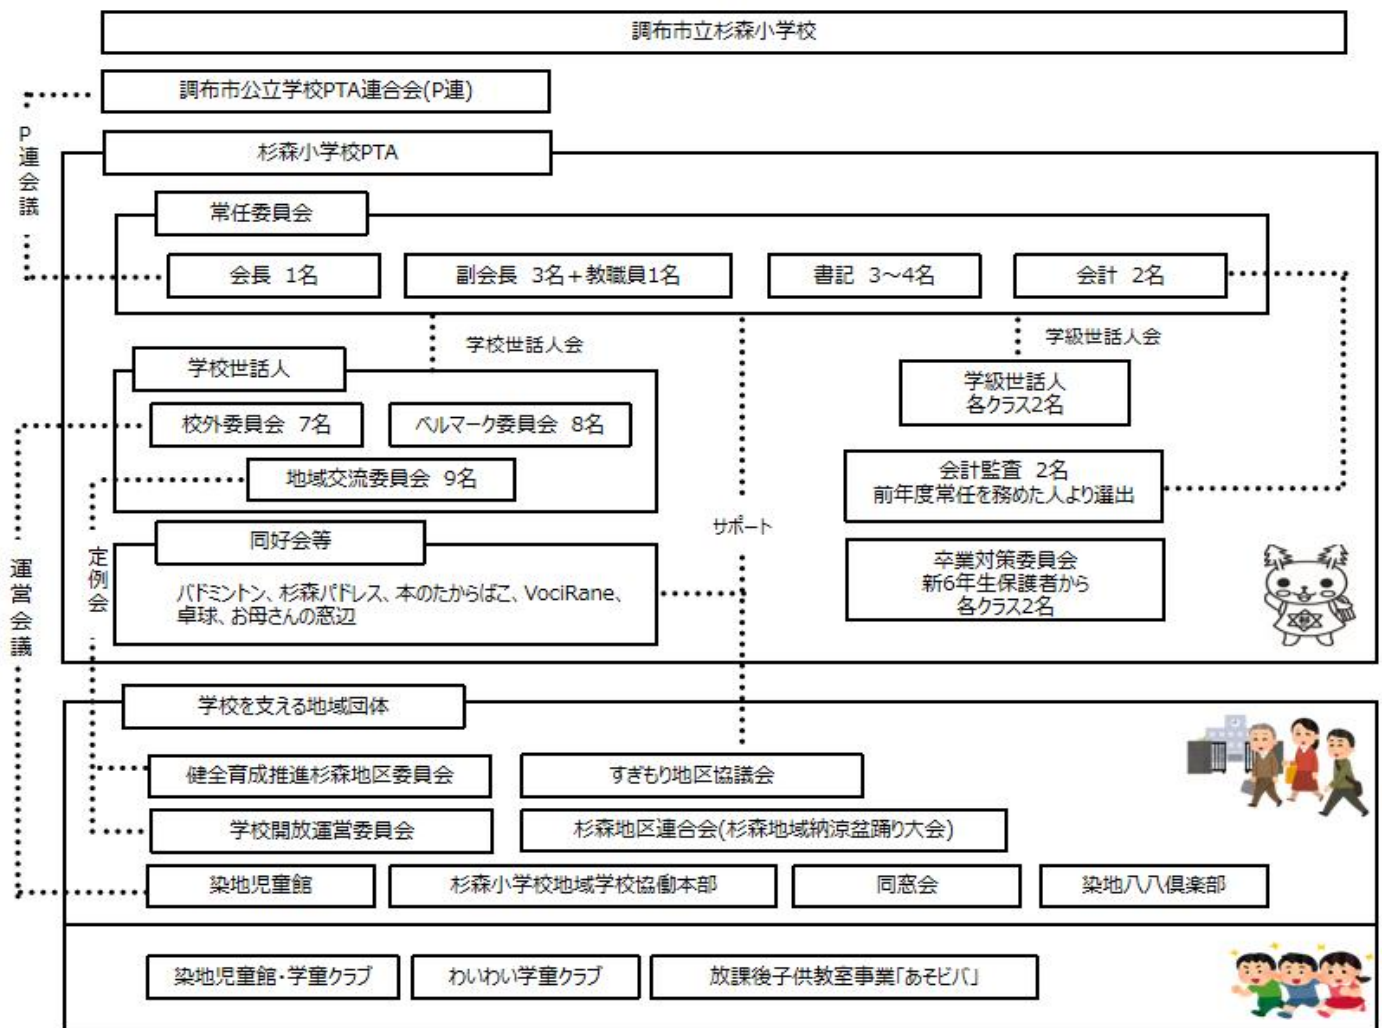 調布市立杉森小学校
調布市公立学校PTA連合会(P連)
P連会議
杉森小学校PTA
常任委員会
会長 1名
副会長 3名＋教職員1名
書記 3～4名
会計 2名
学校世話人会
学級世話人会
学校世話人
校外委員会 7名
ベルマーク委員会 8名
地域交流委員会 9名
学級世話人
各クラス2名
会計監査 2名
前年度常任を務めた人より選出
サポート
同好会等
バドミントン、杉森パドレス、本のたからばこ、VociRane、
卓球、お母さんの窓辺
卒業対策委員会
新6年生保護者から
各クラス2名
運営会議
定例会
学校を支える地域団体
健全育成推進杉森地区委員会
すぎもり地区協議会
学校開放運営委員会
杉森地区連合会(杉森地域納涼盆踊り大会)
染地児童館
杉森小学校地域学校協働本部
同窓会
染地八八倶楽部
染地児童館・学童クラブ
わいわい学童クラブ
放課後子供教室事業「あそビバ」